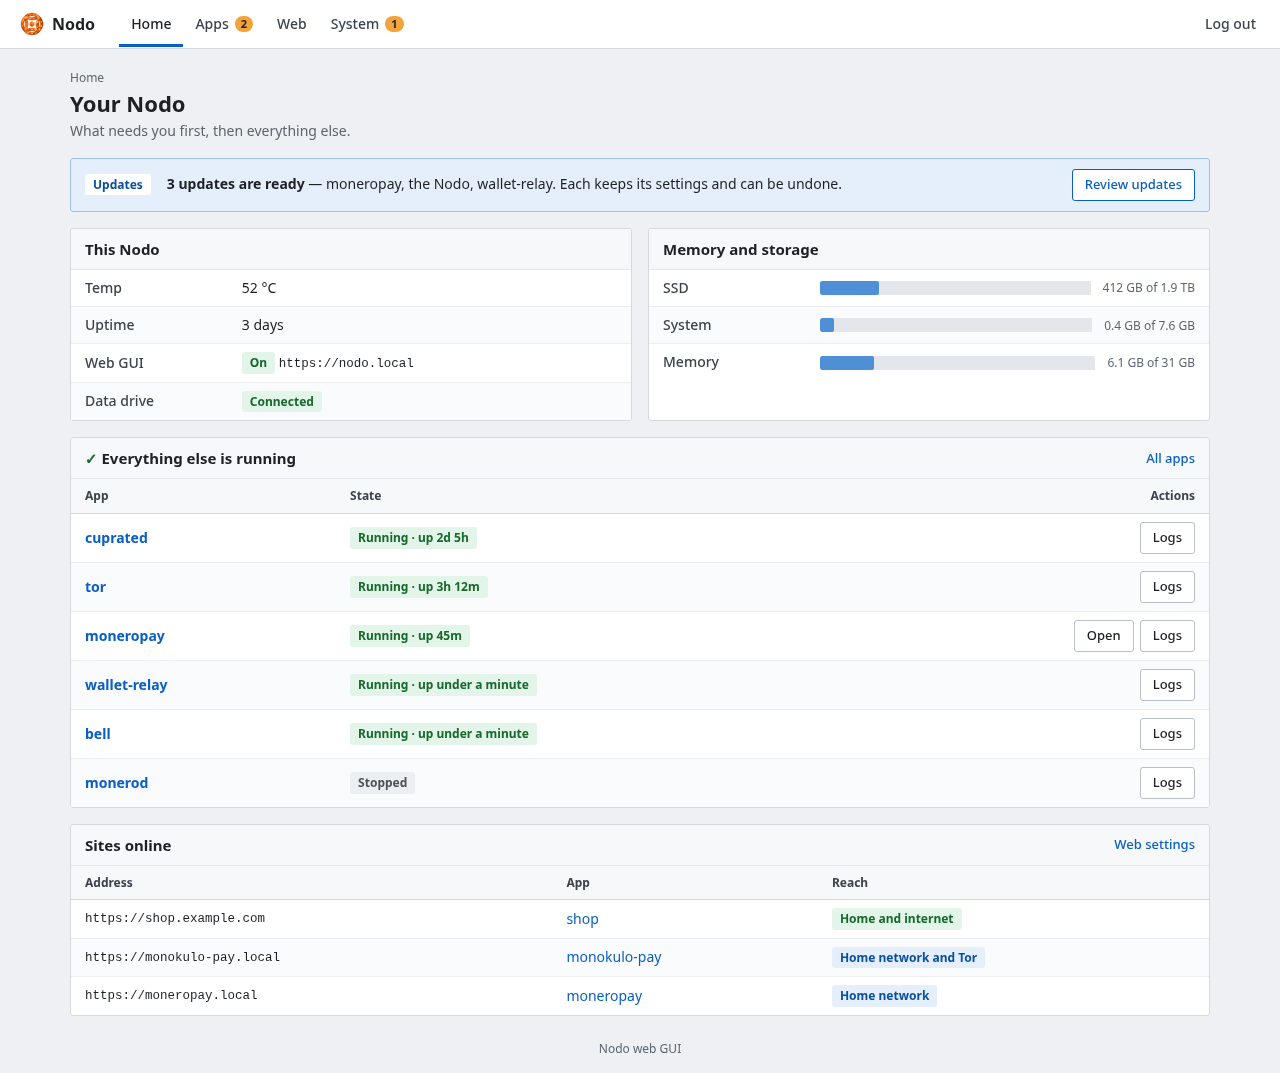 Nodo Home Apps 2 Web System 1 Log out
Home
Your Nodo
What needs you first, then everything else.
Updates 3 updates are ready — moneropay, the Nodo, wallet-relay. Each keeps its settings and can be undone. Review updates
This Nodo
Temp 52 °C
Uptime 3 days
Web GUI On https://nodo.local
Data drive Connected
Memory and storage
SSD 412 GB of 1.9 TB
System 0.4 GB of 7.6 GB
Memory 6.1 GB of 31 GB
✓ Everything else is running All apps
App State Actions
cuprated Running · up 2d 5h Logs
tor Running · up 3h 12m Logs
moneropay Running · up 45m Open Logs
wallet-relay Running · up under a minute Logs
bell Running · up under a minute Logs
monerod Stopped Logs
Sites online Web settings
Address App Reach
https://shop.example.com shop Home and internet
https://monokulo-pay.local monokulo-pay Home network and Tor
https://moneropay.local moneropay Home network
Nodo web GUI